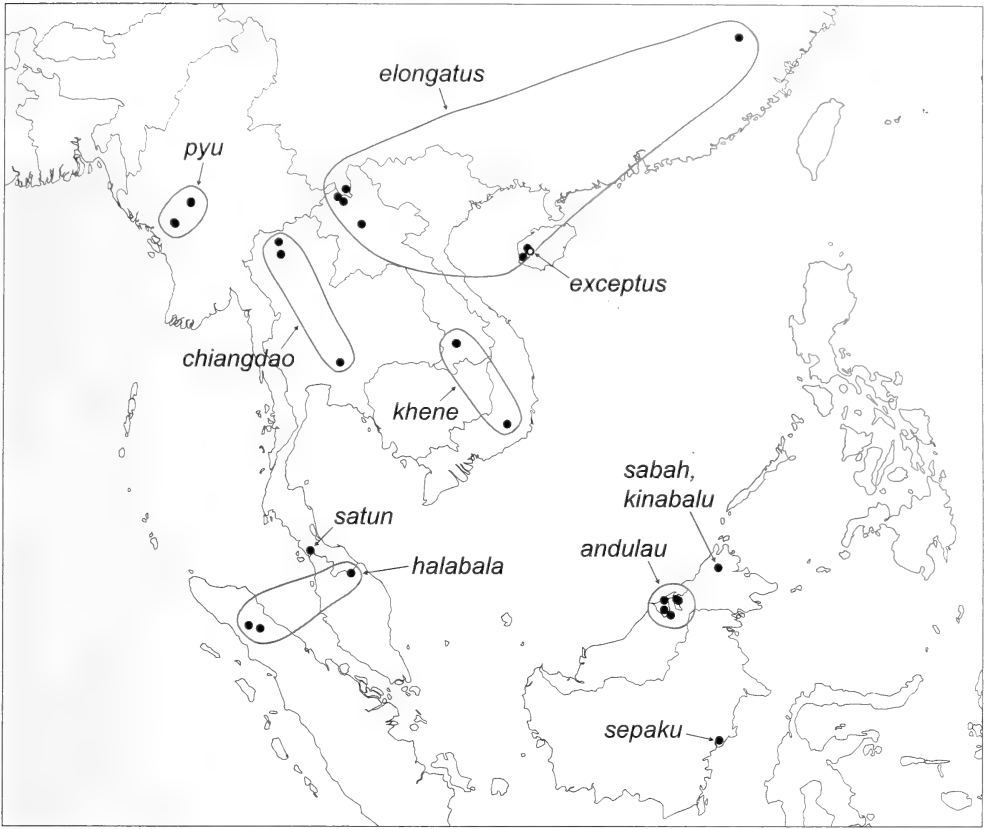 elongatus
pyu
exceptus
chiangdao
khene
sabah,
kinabalu
satun
andulau
halabala
sepaku